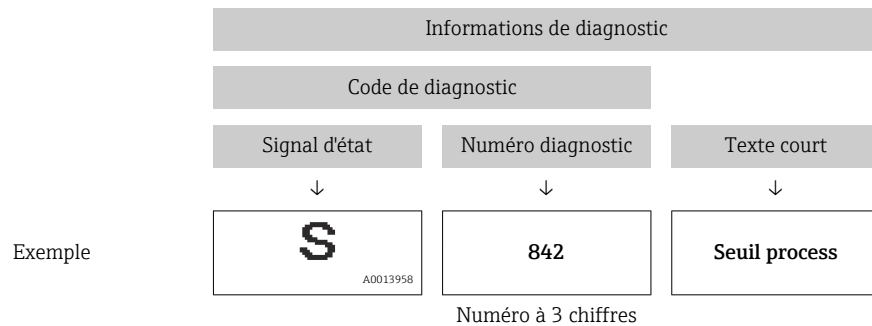 Informations de diagnostic
Code de diagnostic
Signal d'état Numéro diagnostic Texte court
↓ ↓ ↓
Exemple S 842 Seuil process
A0013958
Numéro à 3 chiffres